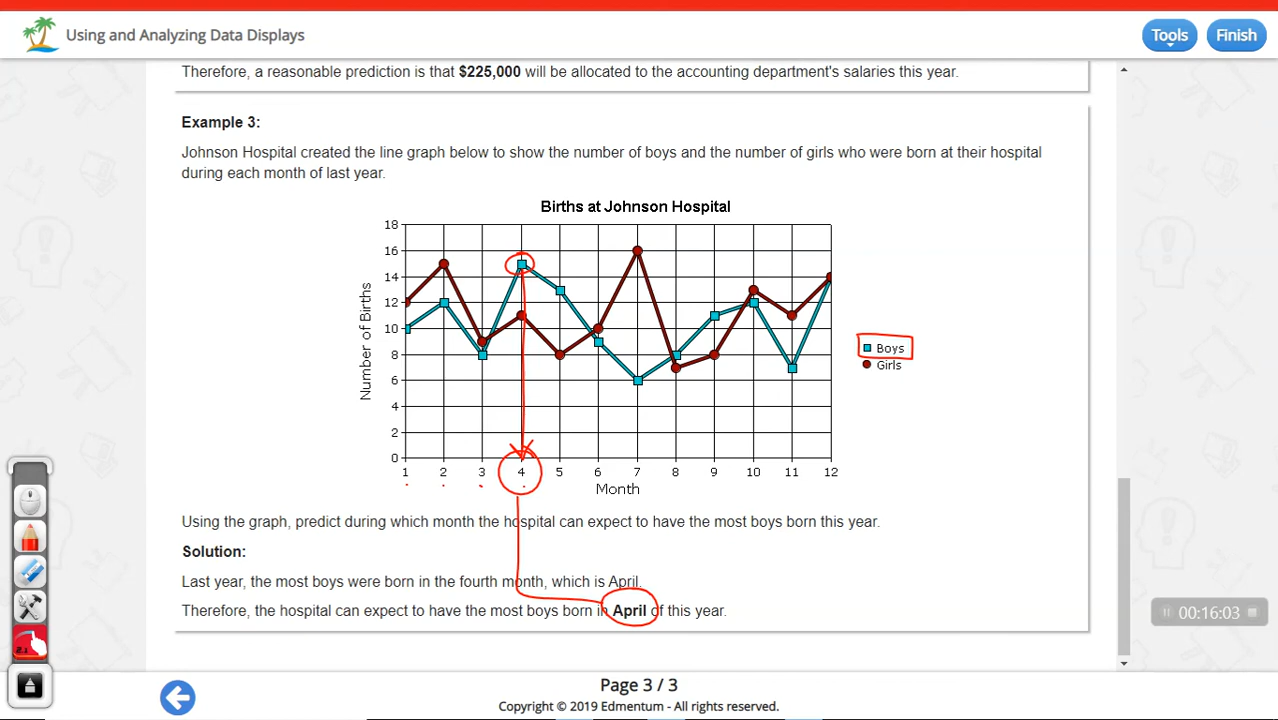 Using and Analyzing Data Displays
Tools
Finish
Therefore, a reasonable prediction is that $225,000 will be allocated to the accounting department's salaries this year.
Example 3:
Johnson Hospital created the line graph below to show the number of boys and the number of girls who were born at their hospital
during each month of last year.
Births at Johnson Hospital
18
16
14
12
10
8
6
4
2
0
Number of Births
1 2 3 4 5 6 7 8 9 10 11 12
Month
Boys
Girls
Using the graph, predict during which month the hospital can expect to have the most boys born this year.
Solution:
Last year, the most boys were born in the fourth month, which is April.
Therefore, the hospital can expect to have the most boys born in April of this year.
00:16:03
Page 3 / 3
Copyright © 2019 Edmentum - All rights reserved.